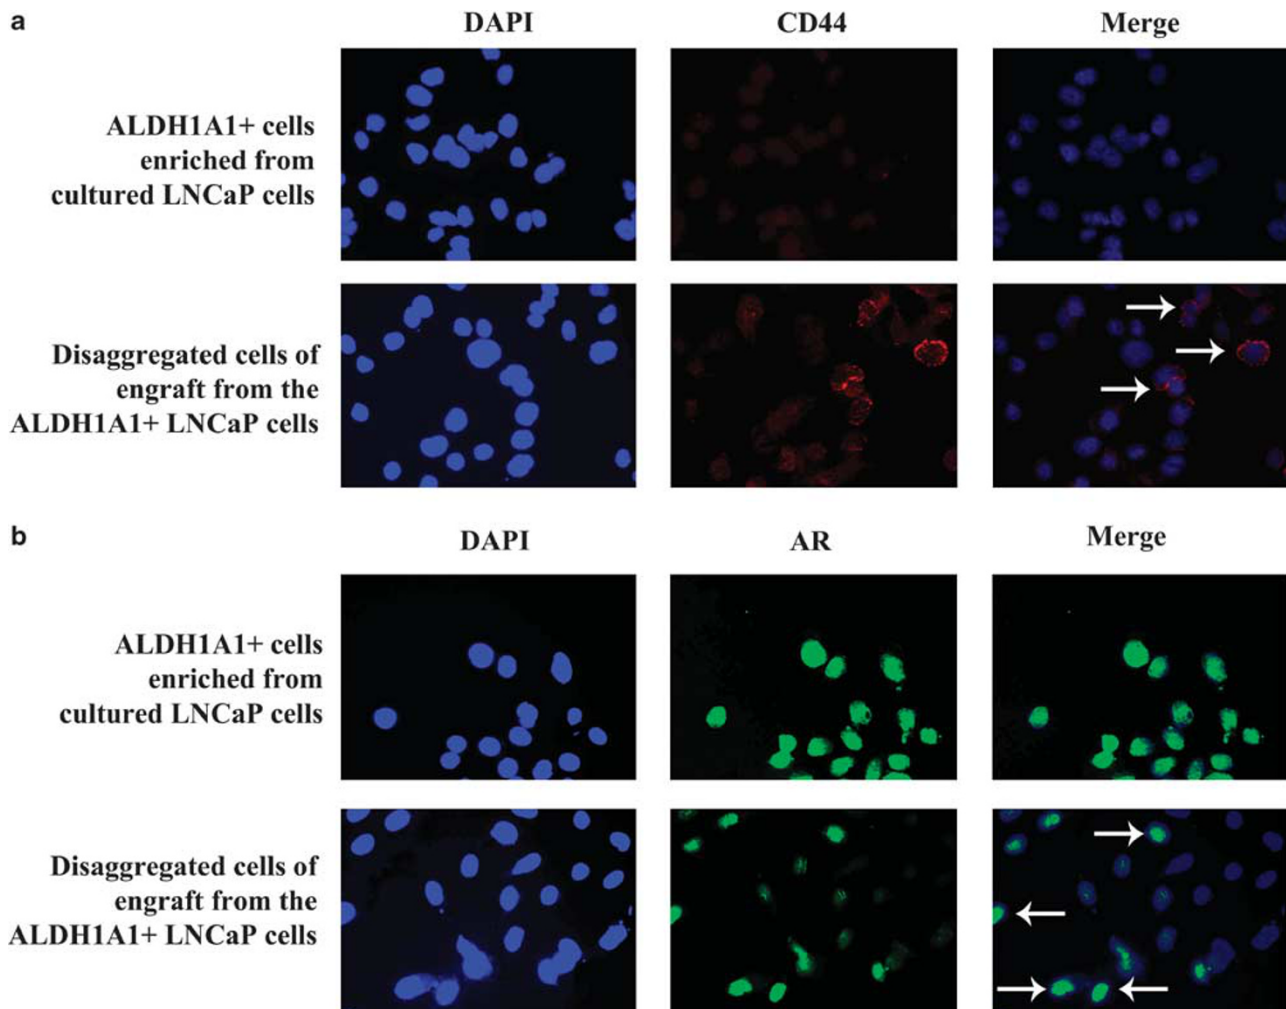 a
DAPI
CD44
Merge
ALDH1A1+ cells
enriched from
cultured LNCaP cells
Disaggregated cells of
engraft from the
ALDH1A1+ LNCaP cells
b
DAPI
AR
Merge
ALDH1A1+ cells
enriched from
cultured LNCaP cells
Disaggregated cells of
engraft from the
ALDH1A1+ LNCaP cells